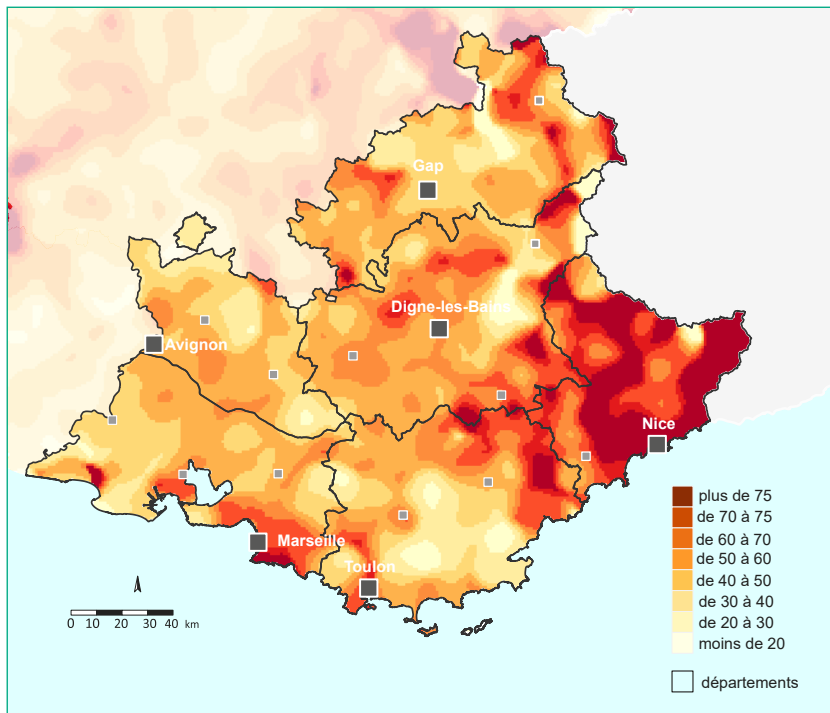 Gap
Digne-les-Bains
Avignon
Nice
Marseille
Toulon
plus de 75
de 70 à 75
de 60 à 70
de 50 à 60
de 40 à 50
de 30 à 40
de 20 à 30
moins de 20
départements
0 10 20 30 40 km